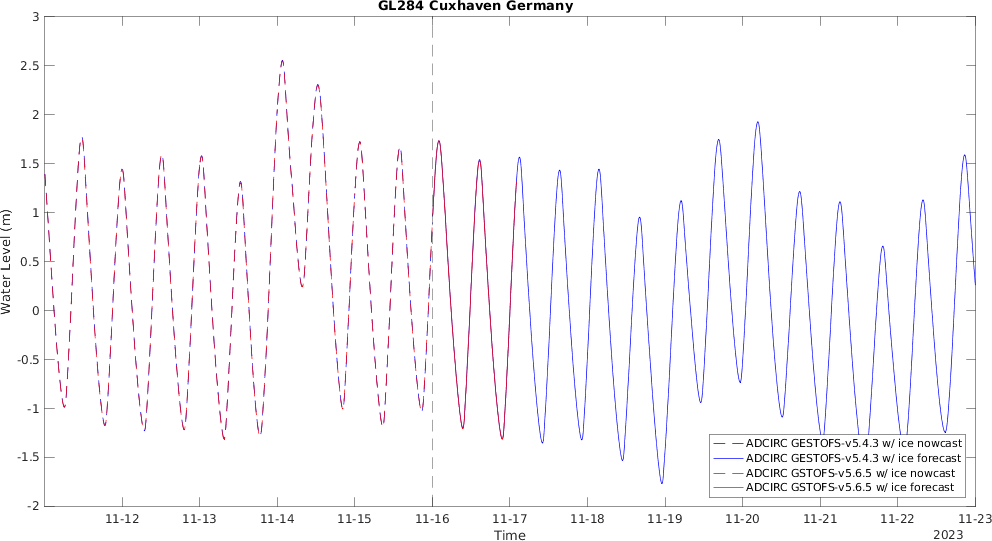 GL284 Cuxhaven Germany
3
2.5
2
1.5
1
0.5
0
-0.5
-1
-1.5
-2
Water Level (m)
ADCIRC GESTOFS-v5.4.3 w/ ice nowcast
ADCIRC GESTOFS-v5.4.3 w/ ice forecast
ADCIRC GSTOFS-v5.6.5 w/ ice nowcast
ADCIRC GSTOFS-v5.6.5 w/ ice forecast
11-12 11-13 11-14 11-15 11-16 11-17 11-18 11-19 11-20 11-21 11-22 11-23
Time
2023